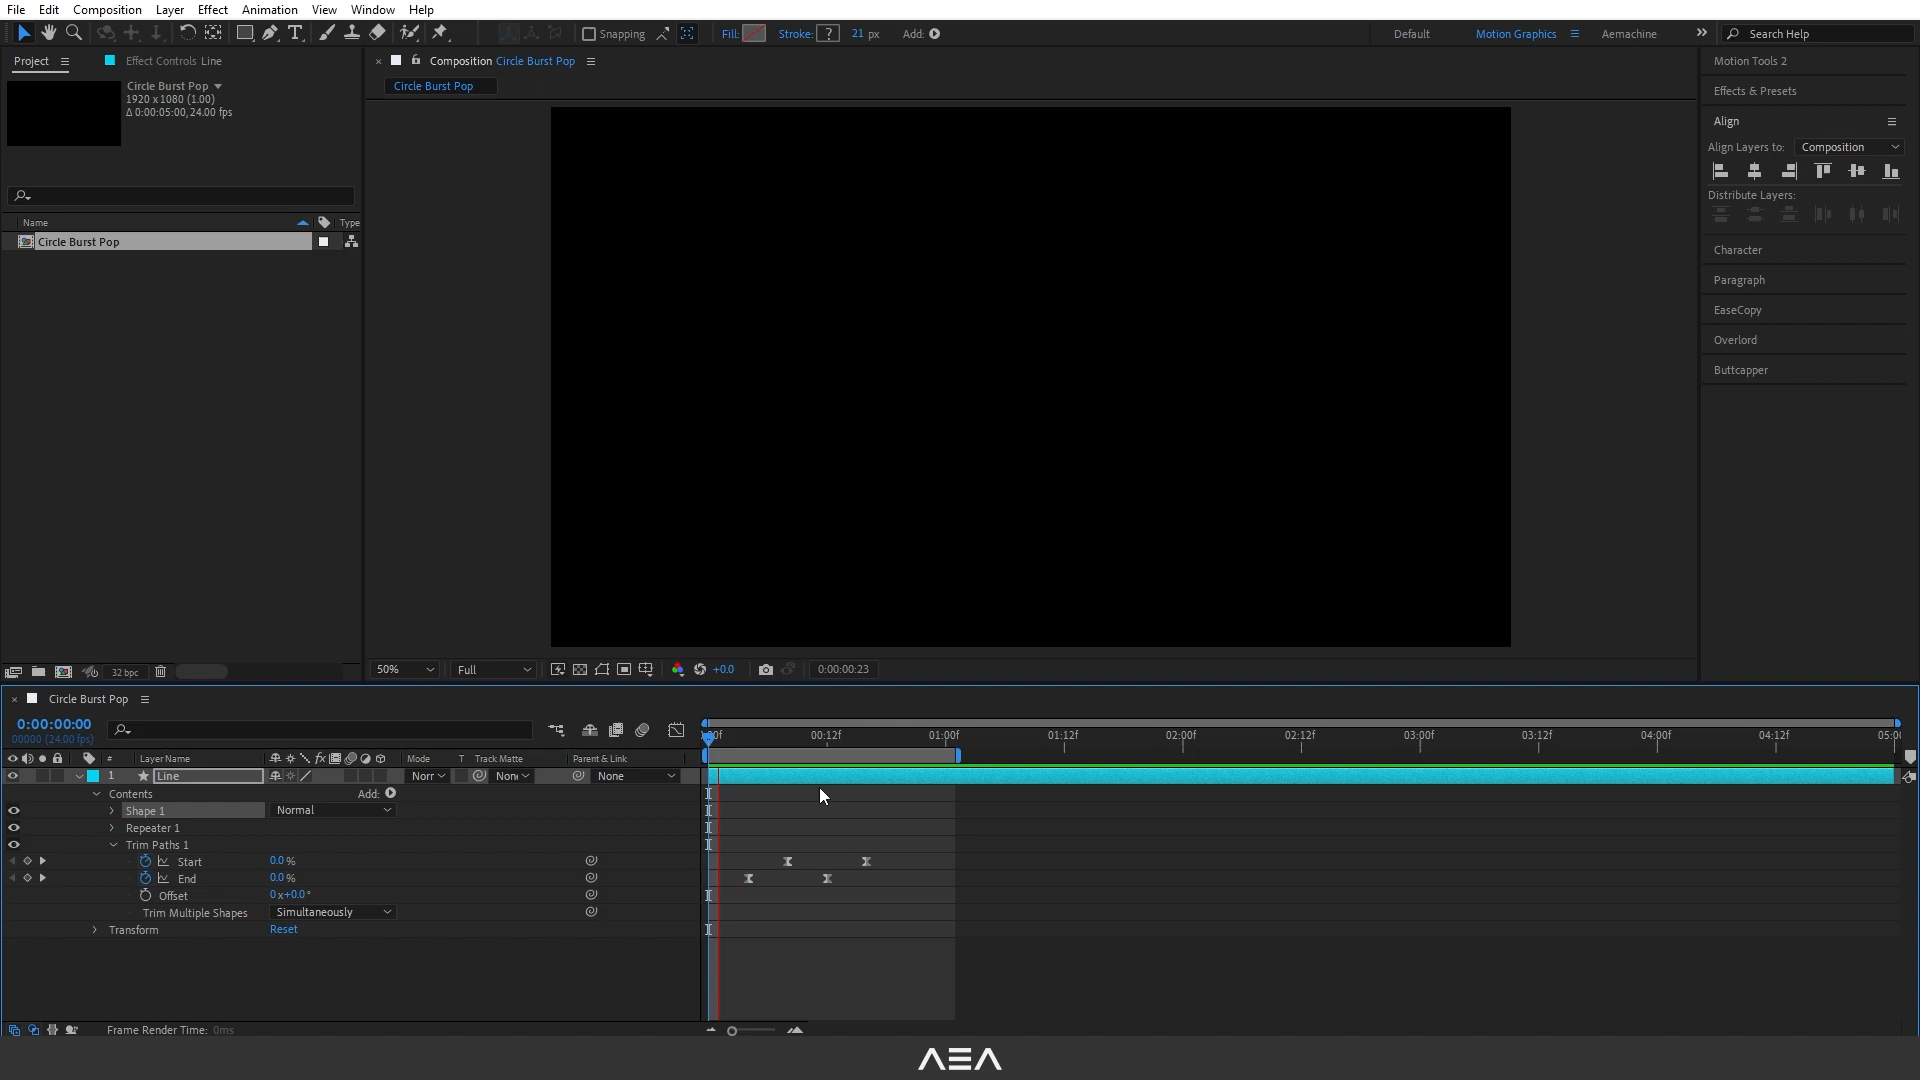 File Edit Composition Layer Effect Animation View Window Help
Snapping Fill: Stroke: ? 21 px Add: Default Motion Graphics Aemachine Search Help
Project Effect Controls Line
Composition Circle Burst Pop
Motion Tools 2
Circle Burst Pop
1920 x 1080 (1.00)
Δ 0:00:05:00, 24.00 fps
Circle Burst Pop
Effects & Presets
Align
Align Layers to: Composition
Distribute Layers:
Name Type
Circle Burst Pop
Character
Paragraph
EaseCopy
Overlord
Buttcapper
32 bpc
50% Full +0.0 0:00:00:23
Circle Burst Pop
0:00:00:00
00000 (24.00 fps)
00:12f 01:00f 01:12f 02:00f 02:12f 03:00f 03:12f 04:00f 04:12f
# Layer Name Mode T Track Matte Parent & Link
1 Line None
Contents Add:
Shape 1 Normal
Repeater 1
Trim Paths 1
Start 0.0 %
End 0.0 %
Offset 0 x+0.0 °
Trim Multiple Shapes Simultaneously
Transform Reset
Frame Render Time: 0ms